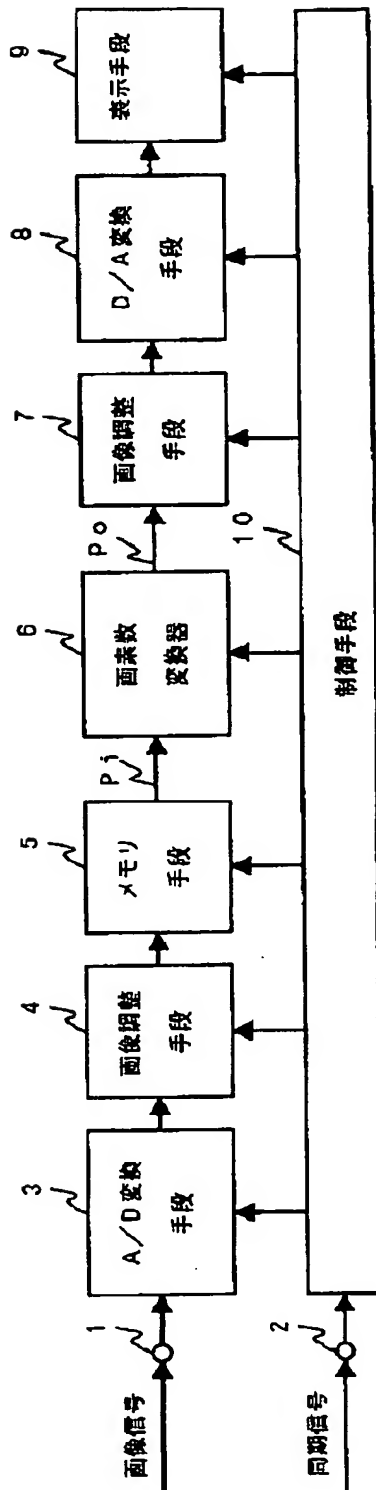 画像信号
1
3
A/D変換
手段
4
画像調整
手段
5
メモリ
手段
Pi
6
画素数
変換器
Po
7
画像調整
手段
8
D/A変換
手段
9
表示手段
同期信号
2
10
制御手段